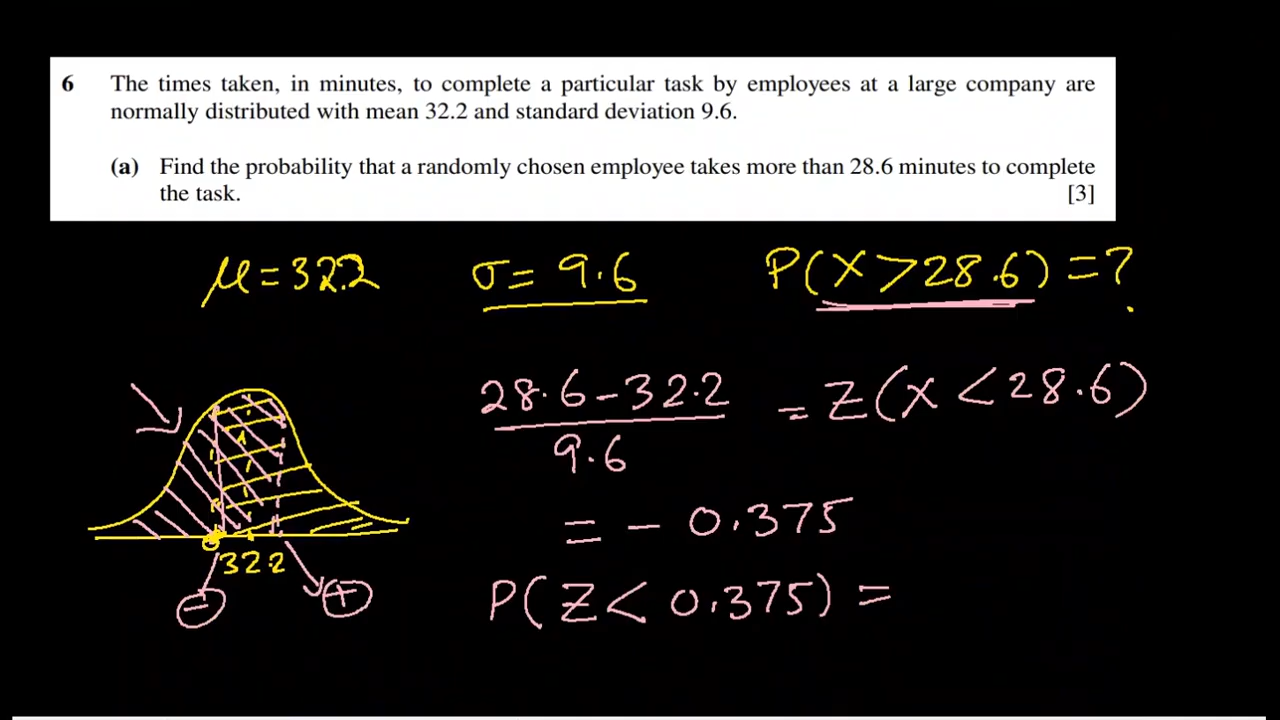 6 The times taken, in minutes, to complete a particular task by employees at a large company are
normally distributed with mean 32.2 and standard deviation 9.6.
(a) Find the probability that a randomly chosen employee takes more than 28.6 minutes to complete
the task. [3]
μ = 32.2 σ = 9.6 P(X > 28.6) = ?
28.6 - 32.2 = Z(X < 28.6)
9.6
= - 0.375
32.2
- +
P(Z < 0.375) =